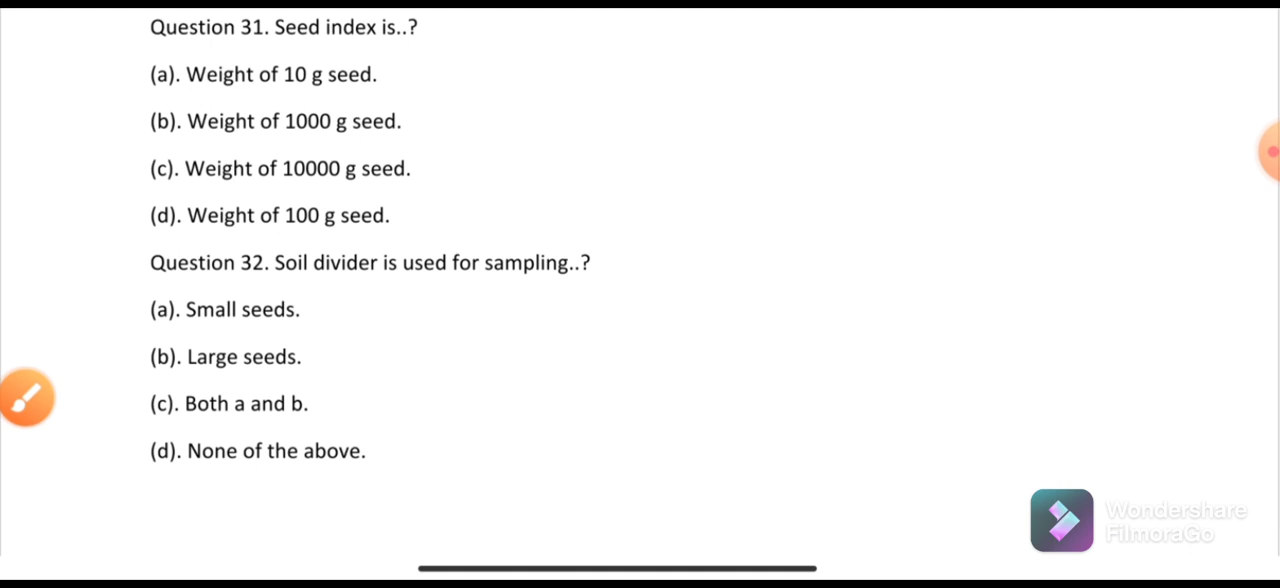 Question 31. Seed index is..?
(a). Weight of 10 g seed.
(b). Weight of 1000 g seed.
(c). Weight of 10000 g seed.
(d). Weight of 100 g seed.
Question 32. Soil divider is used for sampling..?
(a). Small seeds.
(b). Large seeds.
(c). Both a and b.
(d). None of the above.
Wondershare
FilmoraGo